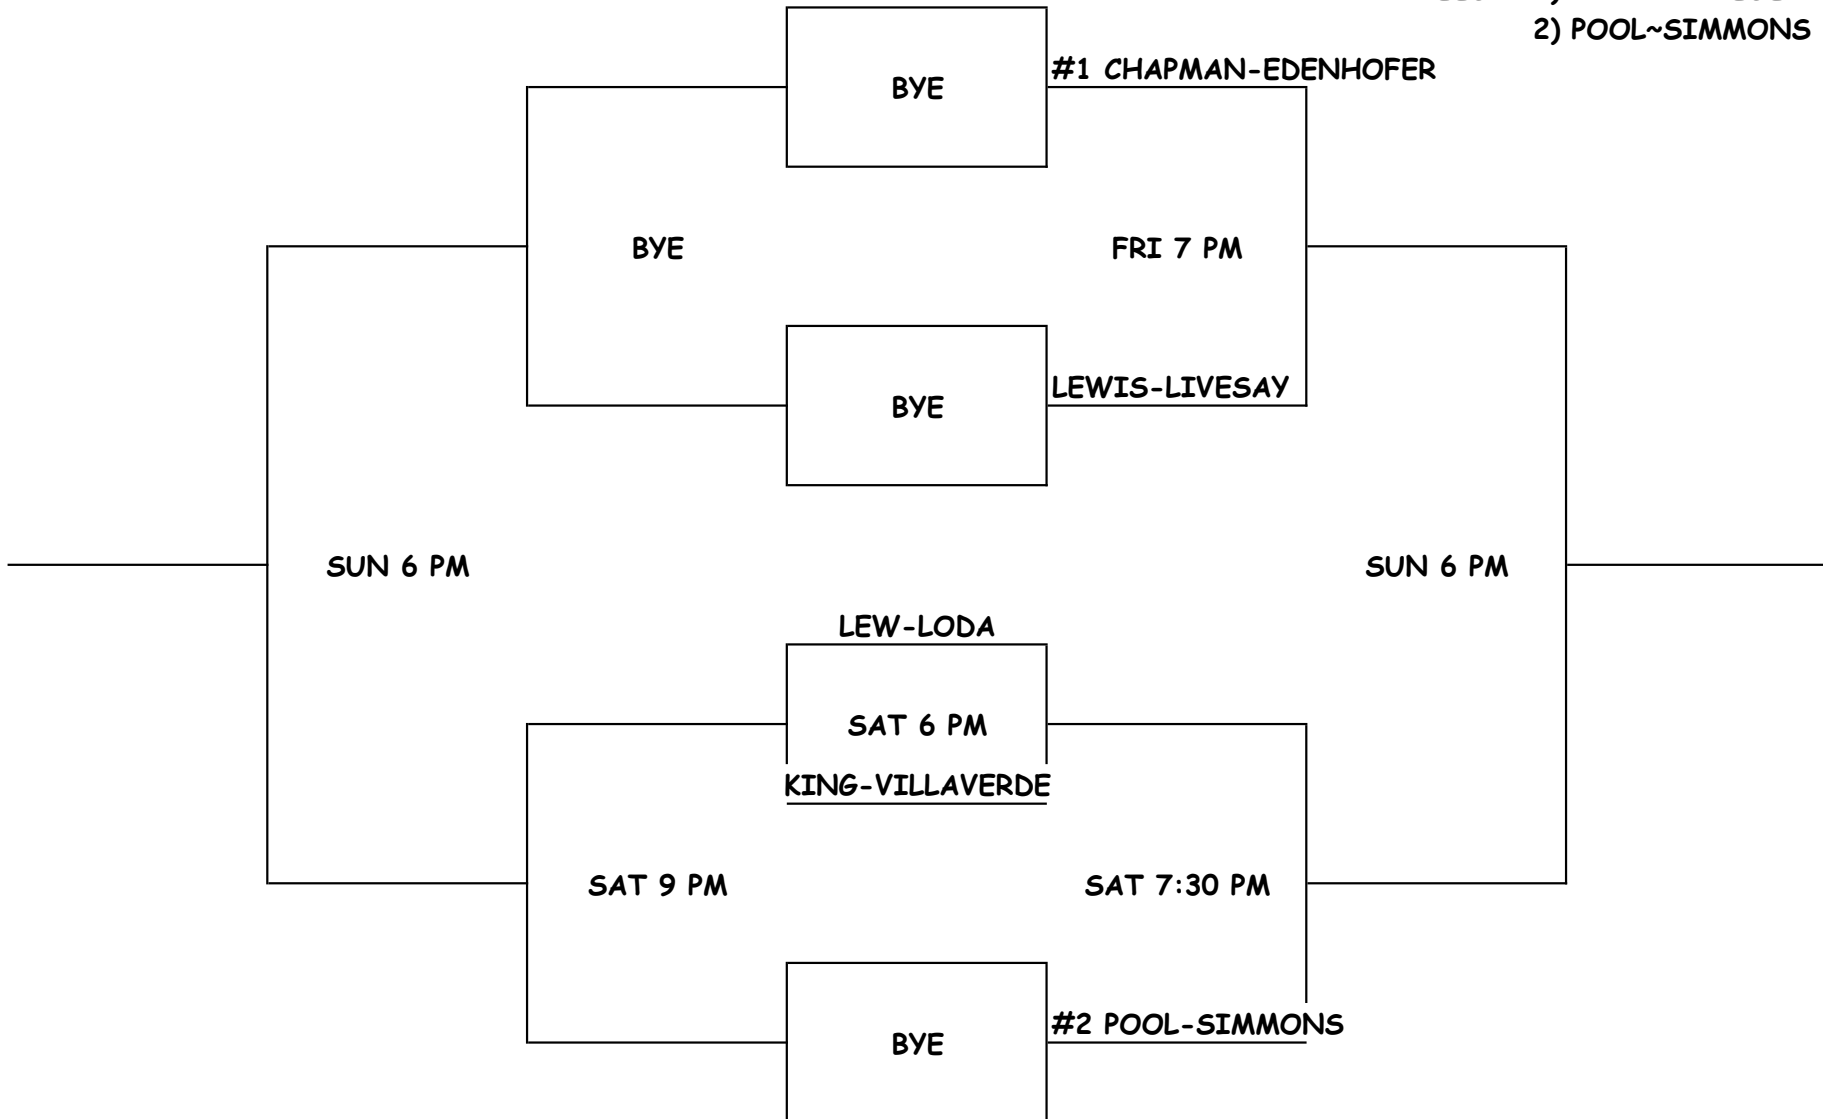 2) POOL~SIMMONS
#1 CHAPMAN-EDENHOFER
BYE
BYE
FRI 7 PM
LEWIS-LIVESAY
BYE
SUN 6 PM
SUN 6 PM
LEW-LODA
SAT 6 PM
KING-VILLAVERDE
SAT 9 PM
SAT 7:30 PM
#2 POOL-SIMMONS
BYE